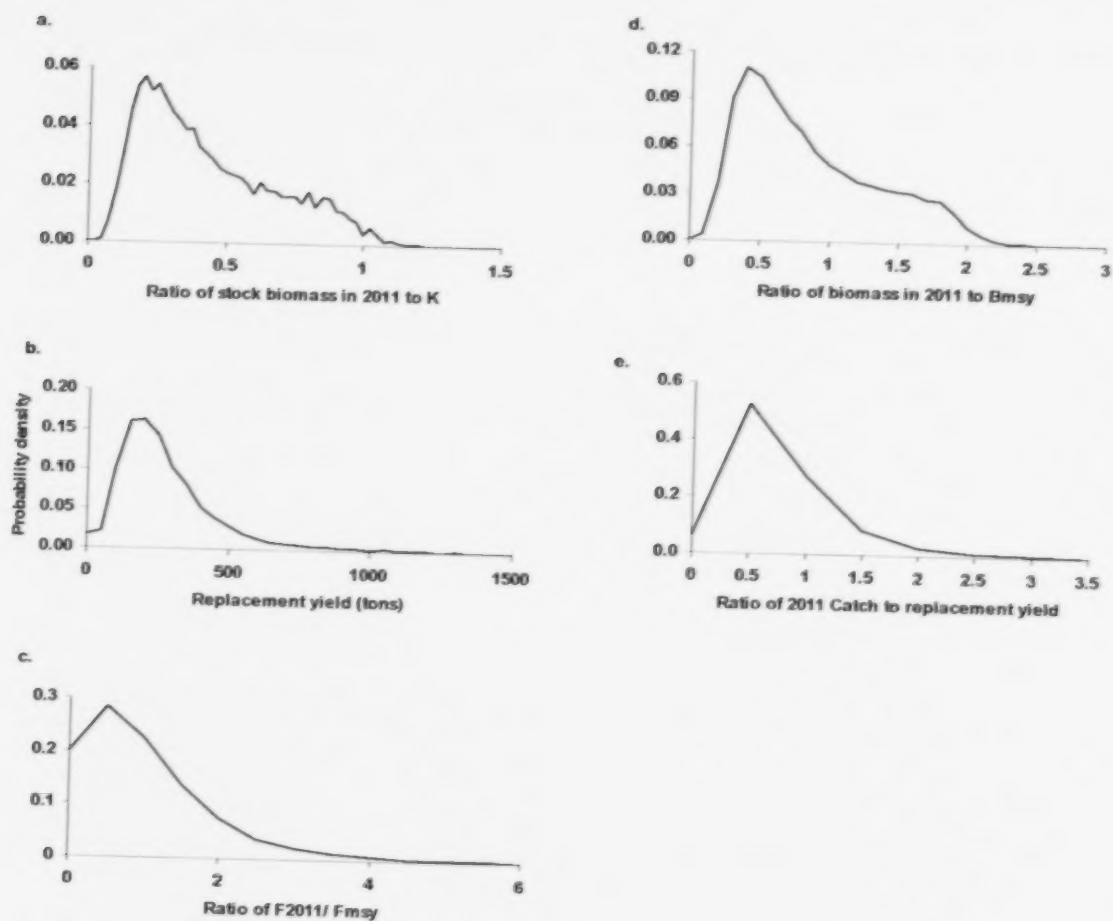 a.
0.06
0.04
0.02
0.00
0 0.5 1 1.5
Ratio of stock biomass in 2011 to K
b.
Probability density
0.20
0.15
0.10
0.05
0.00
0 500 1000 1500
Replacement yield (tons)
c.
0.3
0.2
0.1
0
0 2 4 6
Ratio of F2011/ Fmsy
d.
0.12
0.09
0.06
0.03
0.00
0 0.5 1 1.5 2 2.5 3
Ratio of biomass in 2011 to Bmsy
e.
0.6
0.4
0.2
0.0
0 0.5 1 1.5 2 2.5 3 3.5
Ratio of 2011 Catch to replacement yield